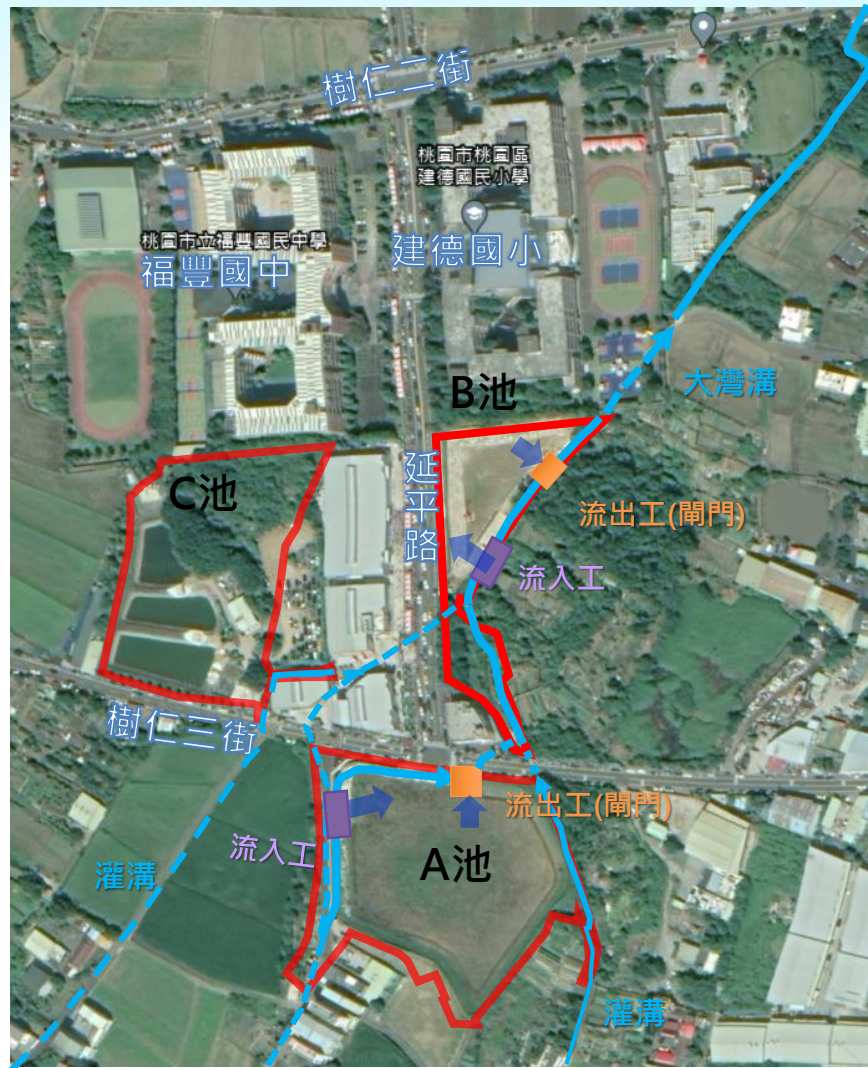 樹仁二街
桃園市桃園區
建德國民小學
桃園市立福豐國民中學
福豐國中
建德國小
大灣溝
B池
延平路
C池
流出工(閘門)
流入工
樹仁三街
流出工(閘門)
流入工
A池
灌溝
灌溝